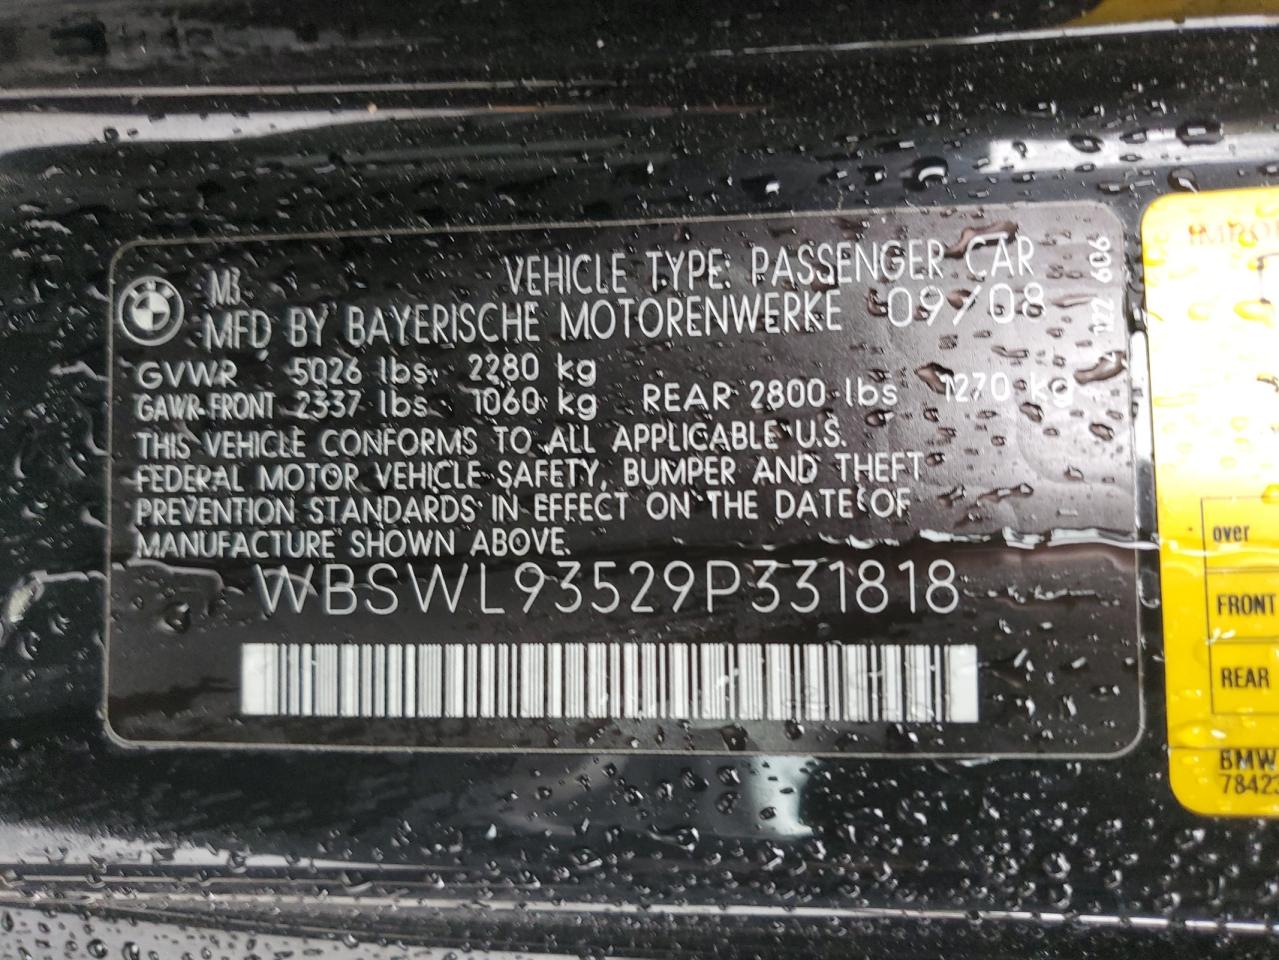 M3 VEHICLE TYPE: PASSENGER CAR
MFD BY BAYERISCHE MOTORENWERKE 09/08
122 606
GVWR 5026 lbs 2280 kg
GAWR-FRONT 2337 lbs 1060 kg REAR 2800 lbs 1270 kg
THIS VEHICLE CONFORMS TO ALL APPLICABLE U.S.
FEDERAL MOTOR VEHICLE SAFETY, BUMPER AND THEFT
PREVENTION STANDARDS IN EFFECT ON THE DATE OF
MANUFACTURE SHOWN ABOVE.
WBSWL93529P331818
over
FRONT
REAR
BMW